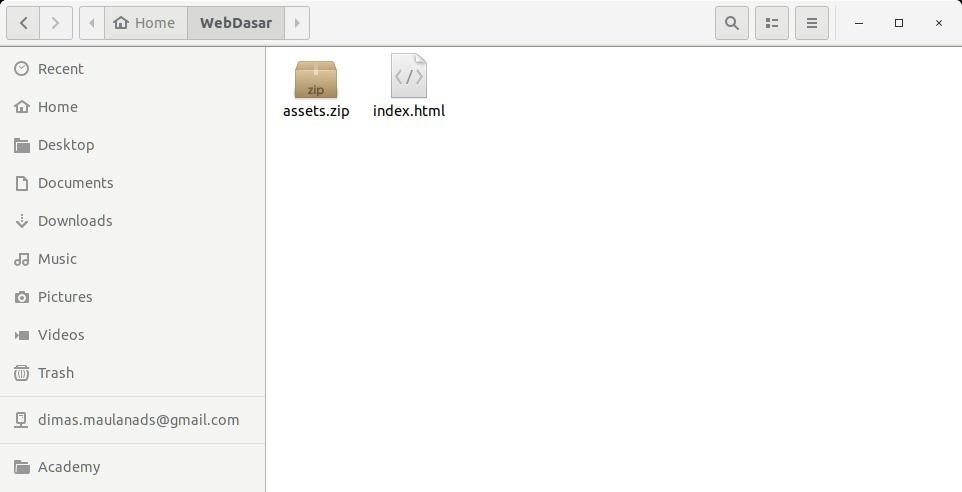 Home
WebDasar
Recent
Home
Desktop
Documents
Downloads
Music
Pictures
Videos
Trash
dimas.maulanads@gmail.com
Academy
zip
assets.zip
</>
index.html